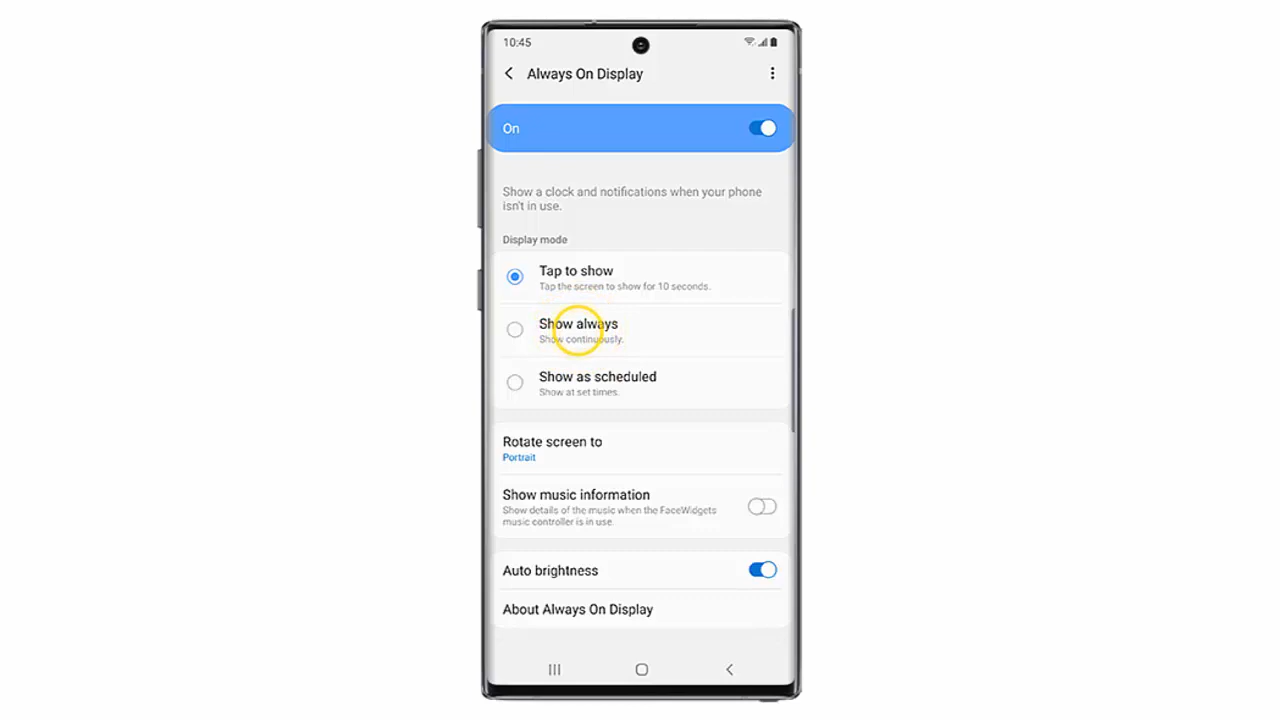 10:45
Always On Display
On
Show a clock and notifications when your phone
isn't in use.
Display mode
Tap to show
Tap the screen to show for 10 seconds.
Show always
Show continuously.
Show as scheduled
Show at set times.
Rotate screen to
Portrait
Show music information
Show details of the music when the FaceWidgets
music controller is in use.
Auto brightness
About Always On Display